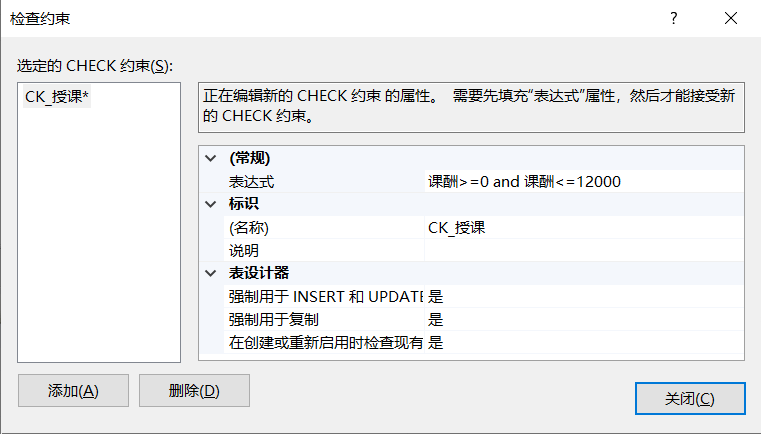 检查约束
选定的 CHECK 约束(S):
CK_授课*
正在编辑新的 CHECK 约束 的属性。 需要先填充“表达式”属性，然后才能接受新
的 CHECK 约束。
(常规)
表达式 课酬>=0 and 课酬<=12000
标识
(名称) CK_授课
说明
表设计器
强制用于 INSERT 和 UPDATE 是
强制用于复制 是
在创建或重新启用时检查现有 是
添加(A) 删除(D)
关闭(C)